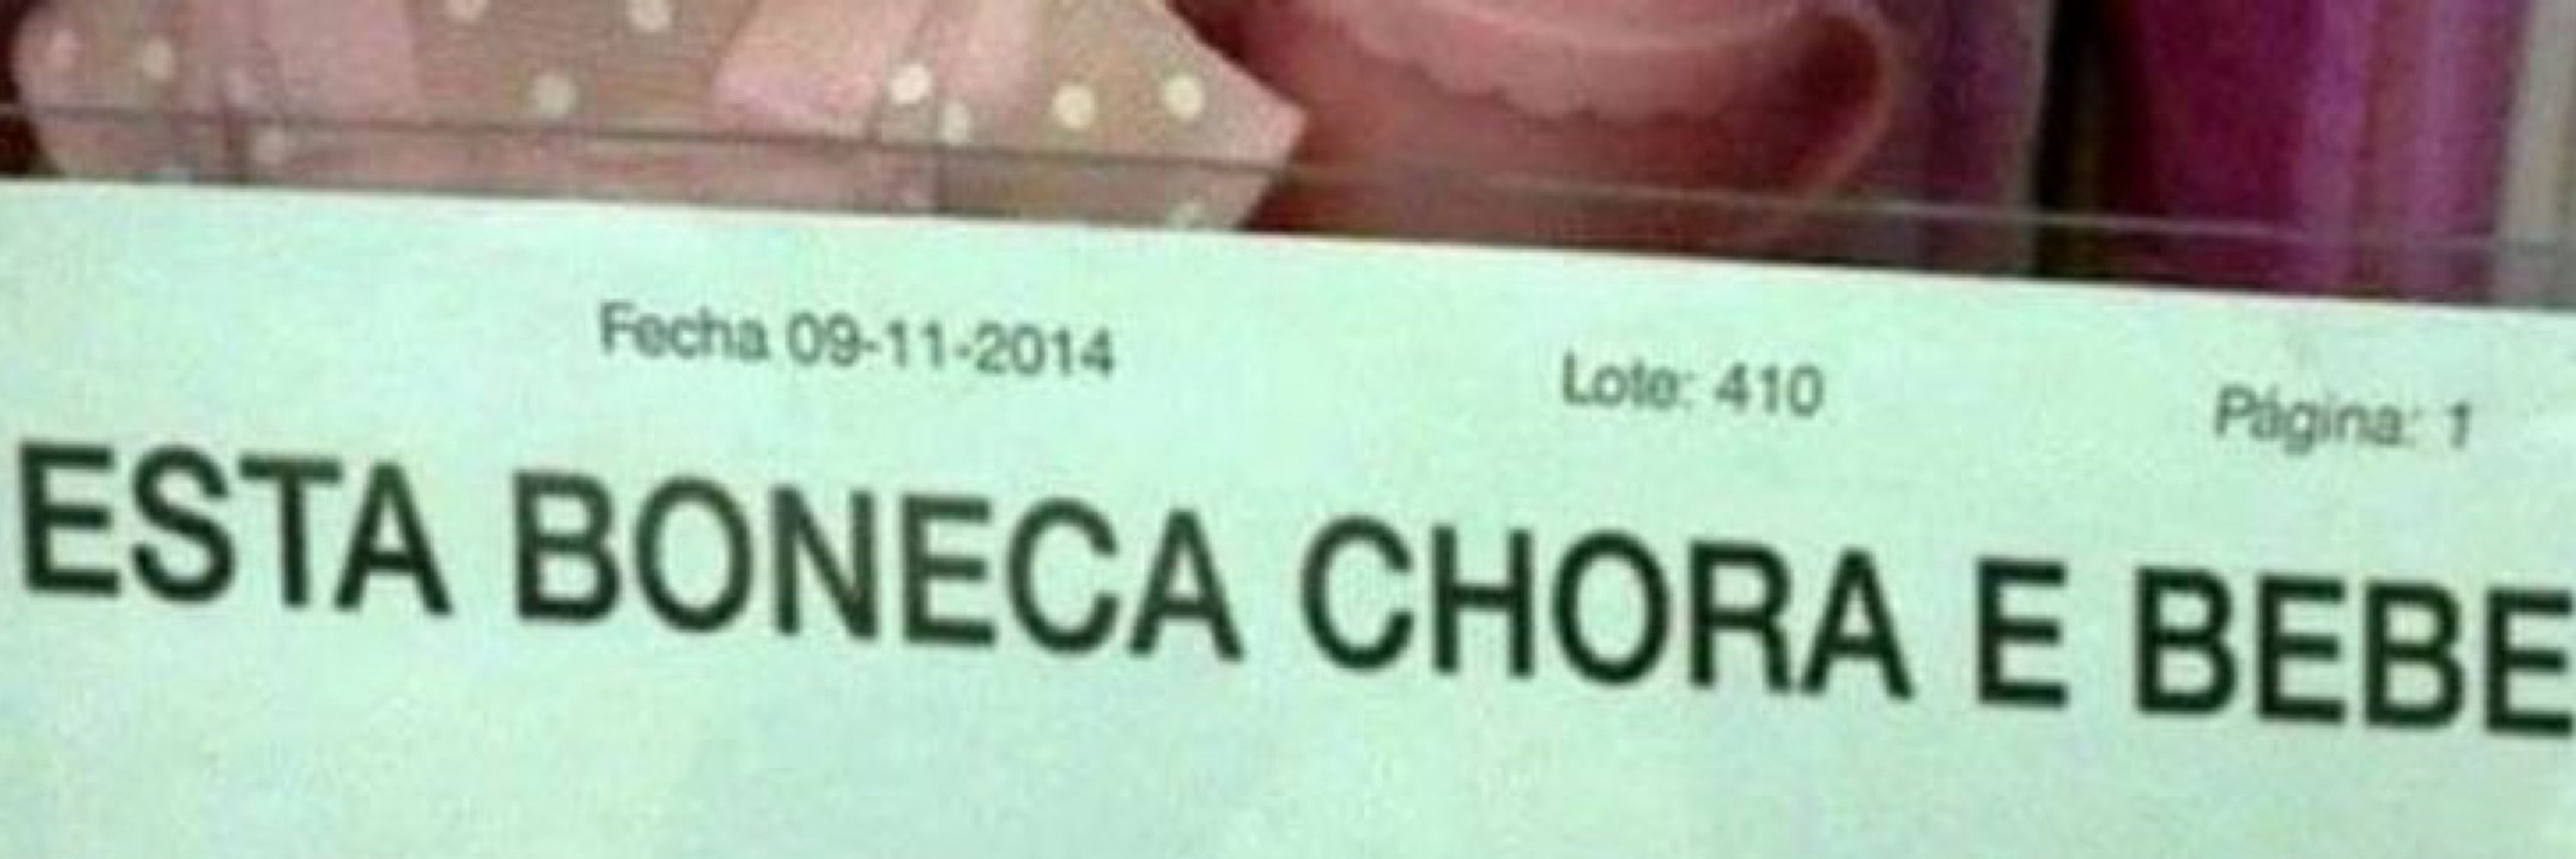 Fecha 09-11-2014 Lote: 410 Página: 1
ESTA BONECA CHORA E BEBE